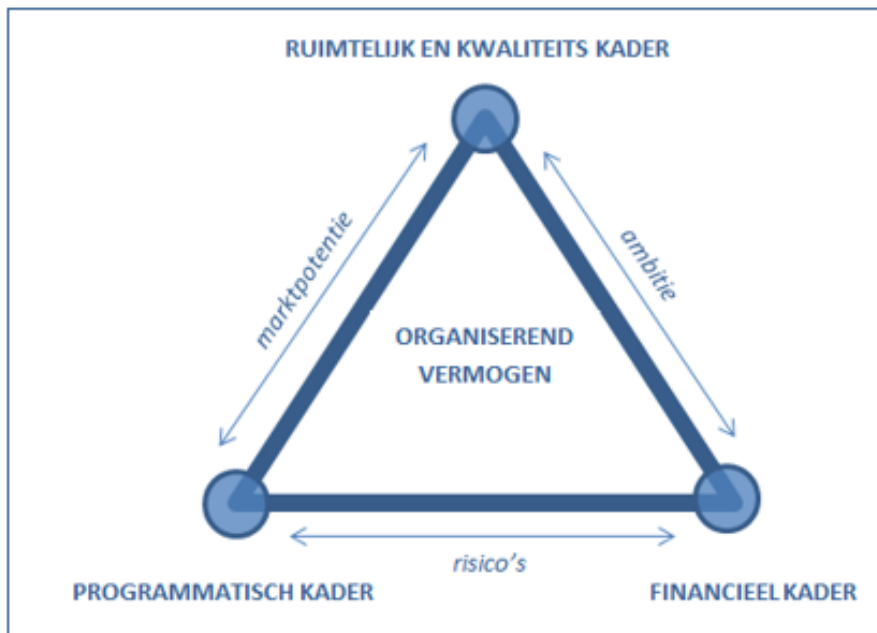 RUIMTELIJK EN KWALITEITS KADER
marktpotentie
ambitie
ORGANISEREND
VERMOGEN
risico's
PROGRAMMATISCH KADER
FINANCIEEL KADER